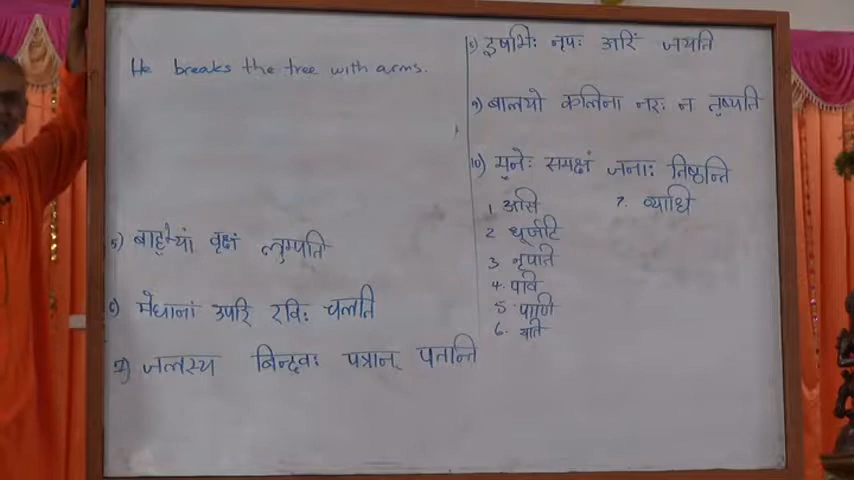 He breaks the tree with arms.
५) बाहुभ्यां वृक्षं लुम्पति
६) मेघानां उपरि रविः चलति
७) जलस्य बिन्दवः पत्रान् पतन्ति
८) इषुभिः नृपः अरिं जयति
९) बालयो कलिना नरः न तुष्यति
१०) मुनेः समक्षं जनाः तिष्ठन्ति
1 असि
2 धूर्जटि
3 नृपति
4. पवि
5. पाणि
6. यति
7. व्याधि